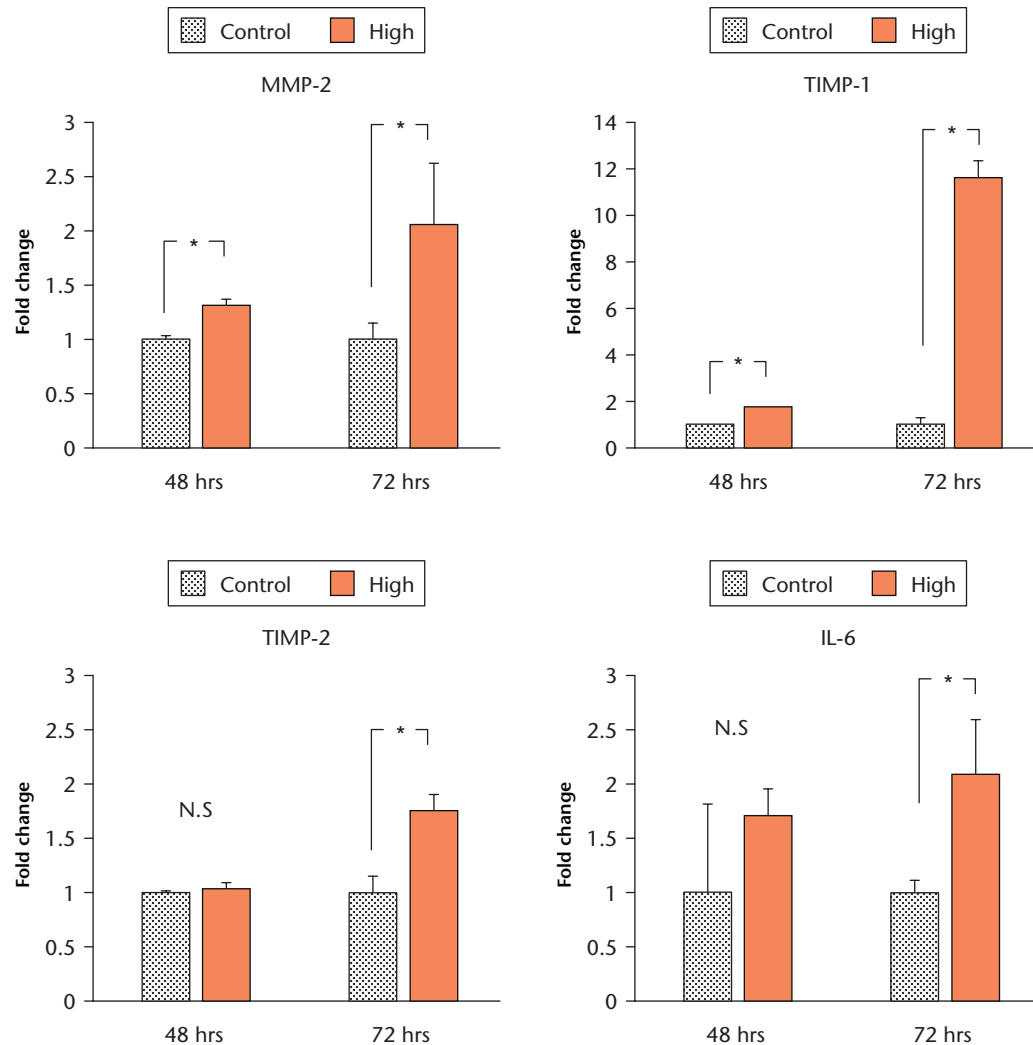 Control High
MMP-2
Fold change
3
2.5
2
1.5
1
0.5
0
*
*
48 hrs 72 hrs
Control High
TIMP-1
Fold change
14
12
10
8
6
4
2
0
*
*
48 hrs 72 hrs
Control High
TIMP-2
Fold change
3
2.5
2
1.5
1
0.5
0
N.S
*
48 hrs 72 hrs
Control High
IL-6
Fold change
3
2.5
2
1.5
1
0.5
0
N.S
*
48 hrs 72 hrs